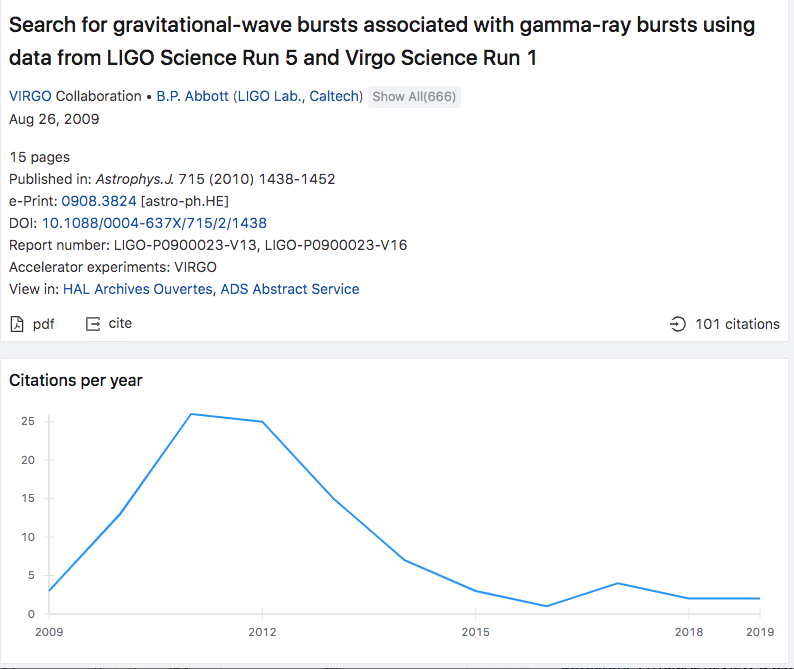 Search for gravitational-wave bursts associated with gamma-ray bursts using
data from LIGO Science Run 5 and Virgo Science Run 1
VIRGO Collaboration • B.P. Abbott (LIGO Lab., Caltech) Show All(666)
Aug 26, 2009
15 pages
Published in: Astrophys.J. 715 (2010) 1438-1452
e-Print: 0908.3824 [astro-ph.HE]
DOI: 10.1088/0004-637X/715/2/1438
Report number: LIGO-P0900023-V13, LIGO-P0900023-V16
Accelerator experiments: VIRGO
View in: HAL Archives Ouvertes, ADS Abstract Service
pdf cite 101 citations
Citations per year
25
20
15
10
5
0
2009 2012 2015 2018 2019